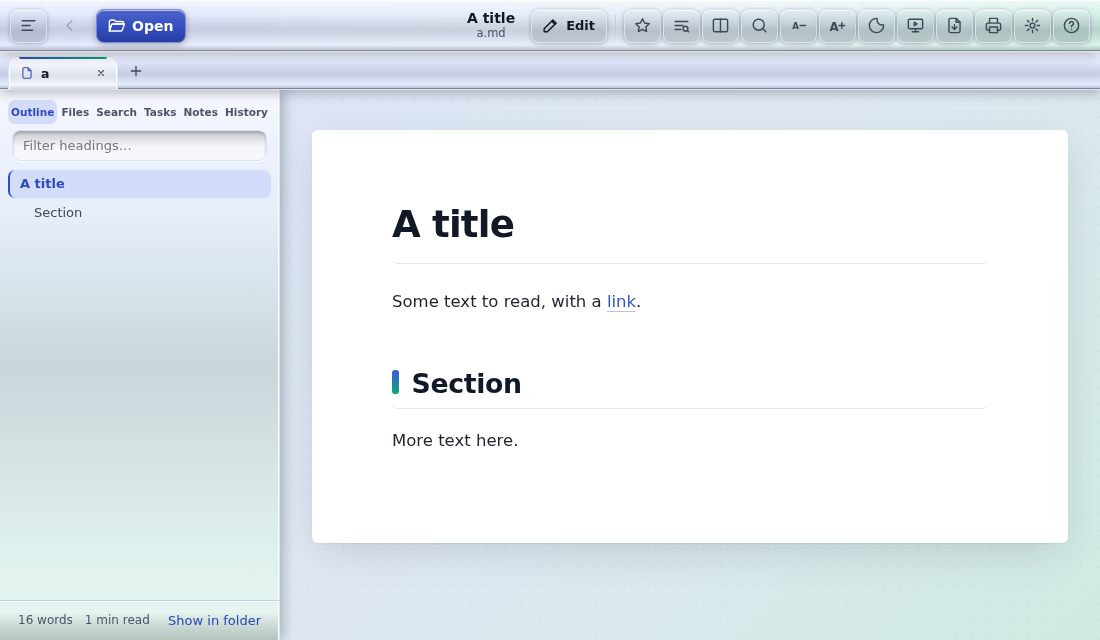 Open
A title
a.md
Edit
A−
A+
a
Outline Files Search Tasks Notes History
Filter headings...
A title
Section
A title
Some text to read, with a link.
Section
More text here.
16 words 1 min read Show in folder